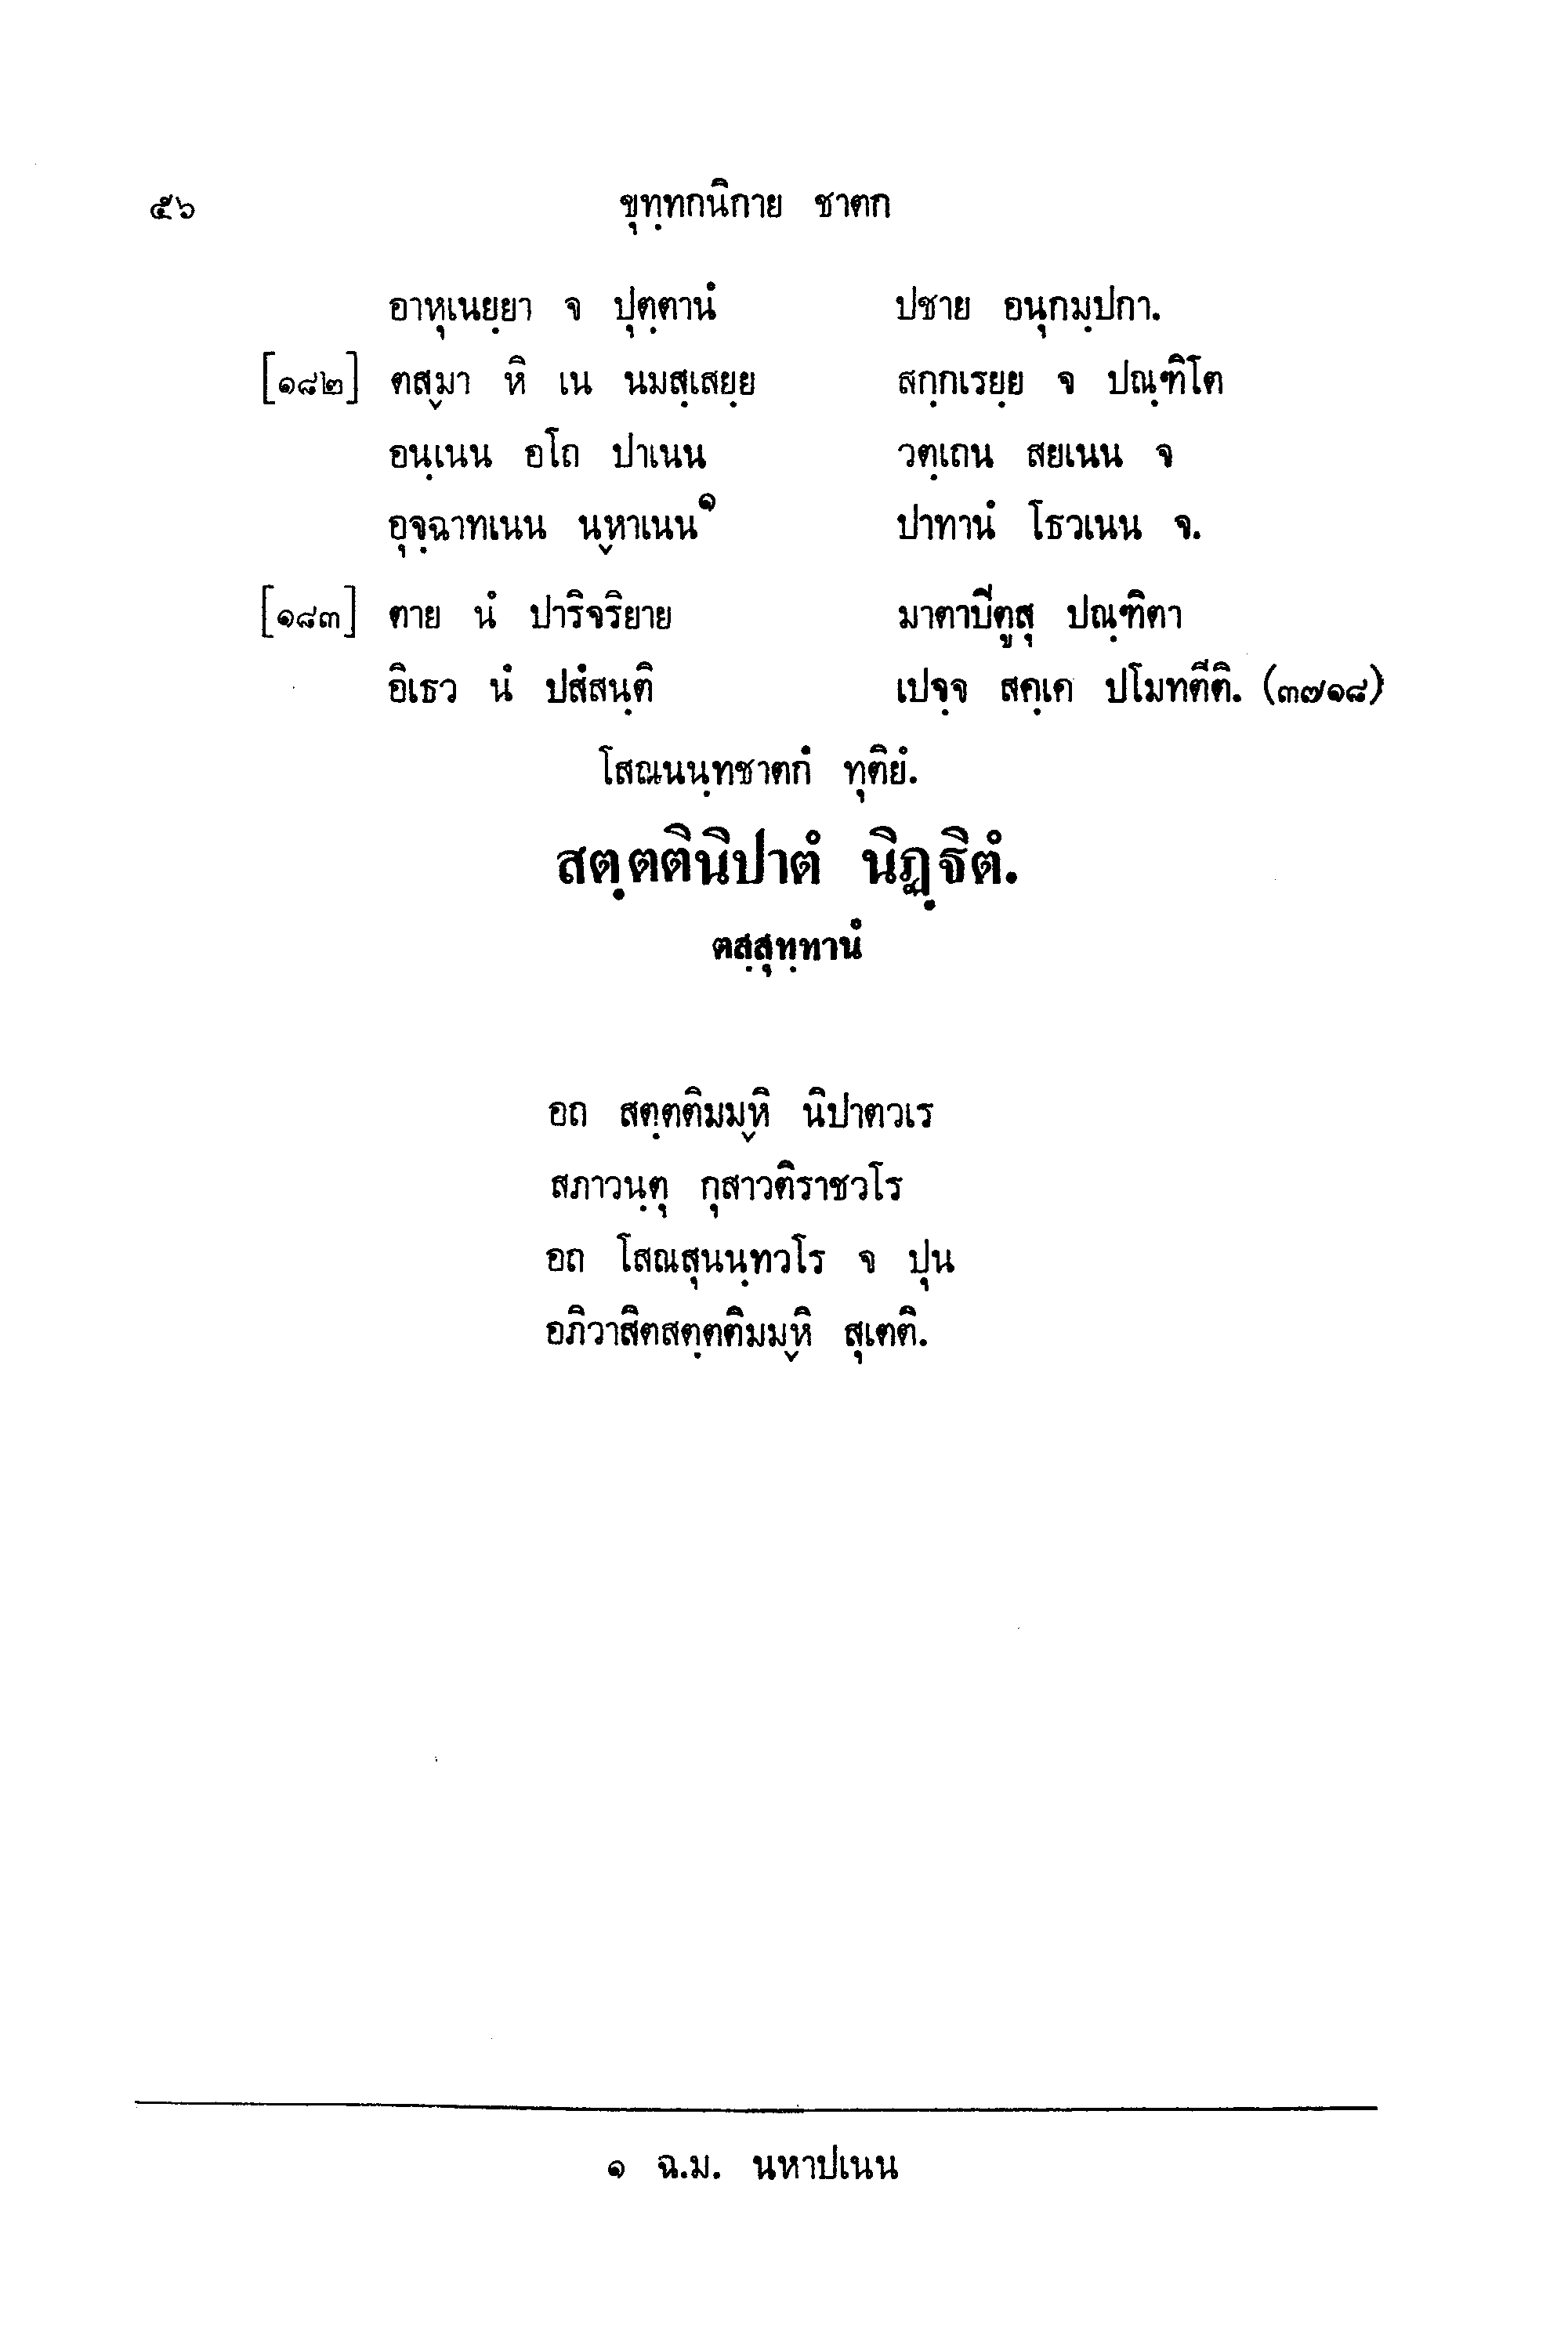 ๕๖ ขุทฺทกนิกาย ชาตก
อาหุเนยฺยา จ ปุตฺตานํ ปชาย อนุกมฺปกา.
[๑๘๒] ตสฺมา หิ เน นมสฺเสยฺย สกฺกเรยฺย จ ปณฺฑิโต
อนฺเนน อโถ ปาเนน วตฺเถน สยเนน จ
อุจฺฉาทเนน นฺหาเนน๑ ปาทานํ โธวเนน จ.
[๑๘๓] ตาย นํ ปาริจริยาย มาตาปีตูสุ ปณฺฑิตา
อิเธว นํ ปสํสนฺติ เปจฺจ สคฺเค ปโมทตีติ. (๓๗๑๘)
โสณนนฺทชาตกํ ทุติยํ.
สตฺตตินิปาตํ นิฏฺฐิตํ.
ตสฺสุทฺทานํ
อถ สตฺตติมมฺหิ นิปาตวเร
สภาวนฺตุ กุสาวติราชวโร
อถ โสณสุนนฺทวโร จ ปุน
อภิวาสิตสตฺตติมมฺหิ สุเตติ.
๑ ฉ.ม. นหาปเนน